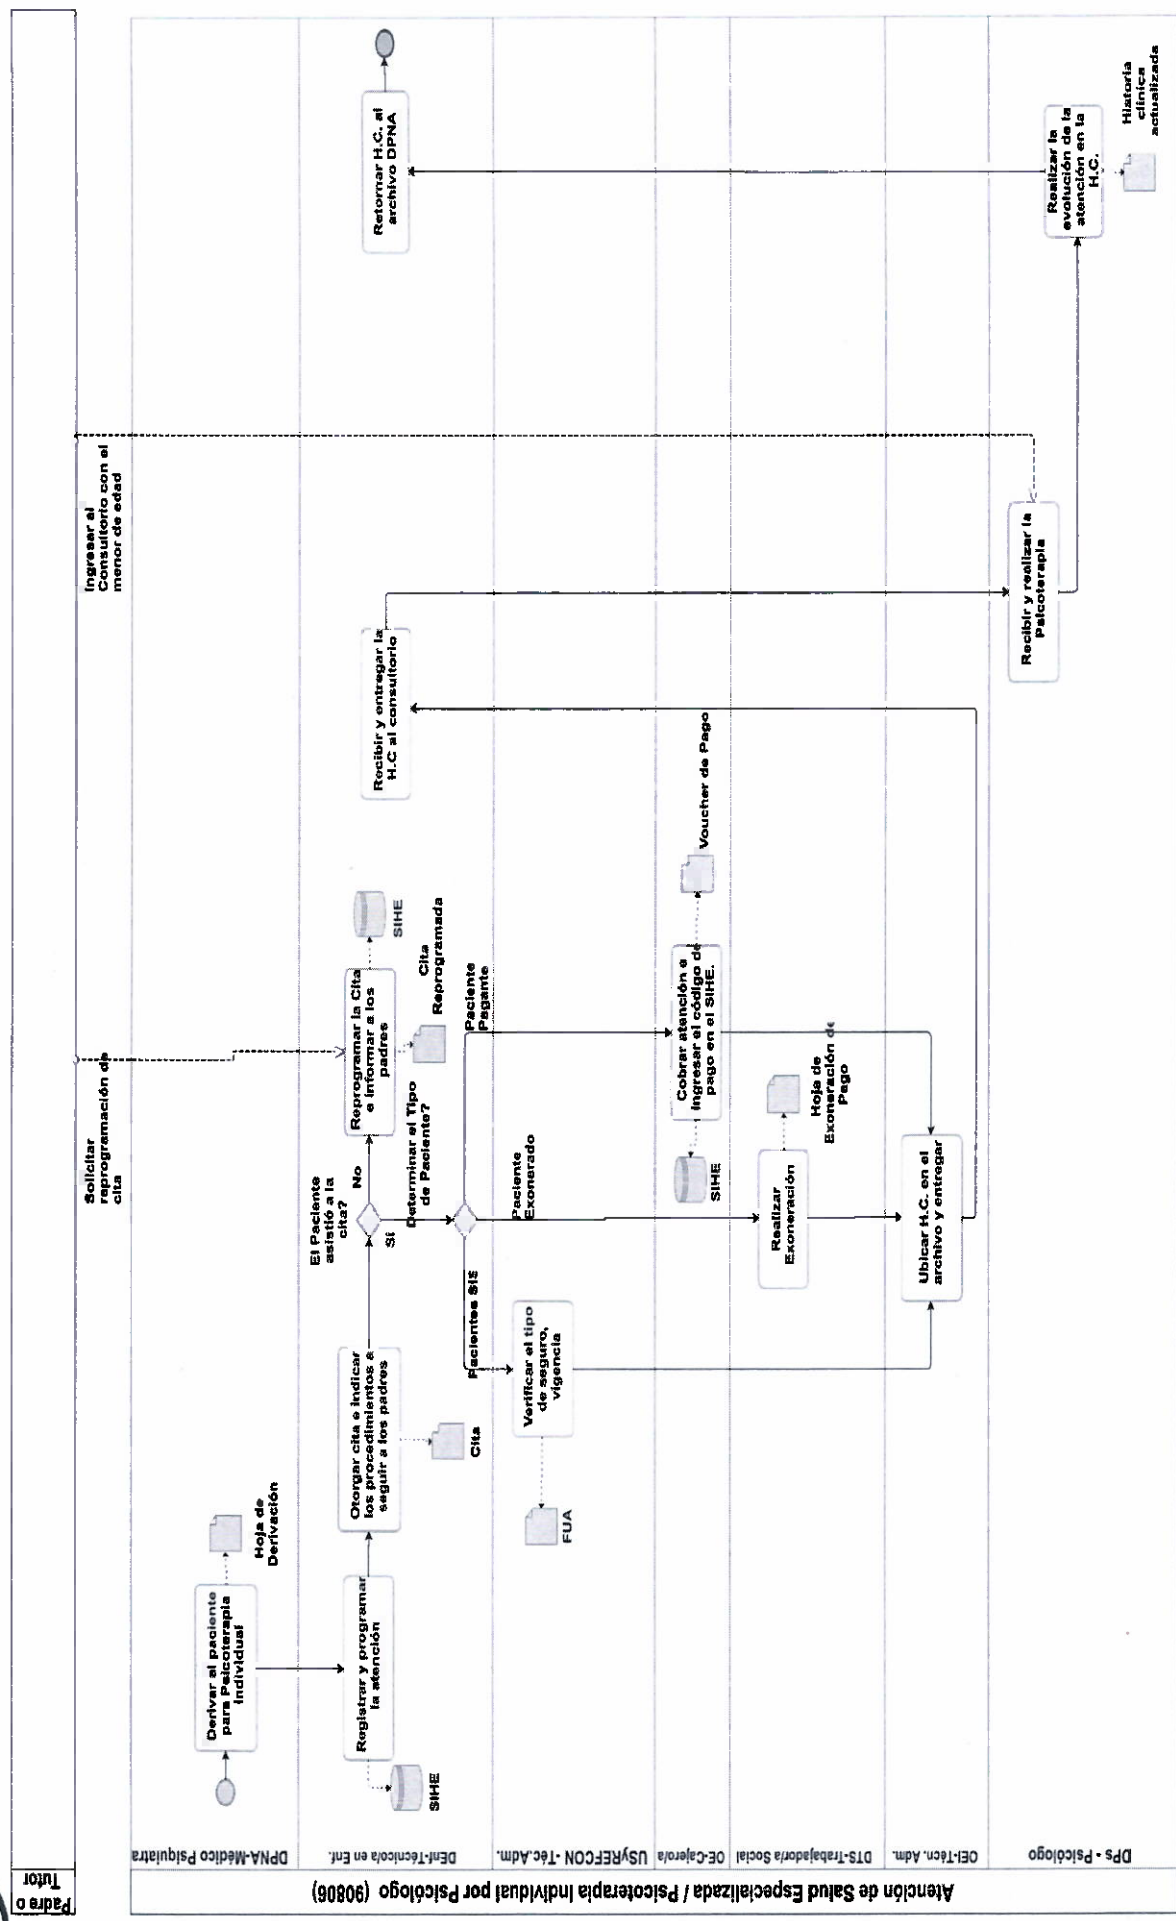 Padre o
Tutor
Atención de Salud Especializada / Psicoterapia Individual por Psicólogo (90806)
Solicitar
reprogramación de
cita
Ingresar al
Consultorio con el
menor de edad
DPNA-Médico Psiquiatra
Derivar al paciente
para Psicoterapia
Individual
Hoja de
Derivación
DEnf-Técnico/a en Enf.
Registrar y programar
la atención
SIHE
Otorgar cita e indicar
los procedimientos a
seguir a los padres
Cita
El Paciente
asistió a la
cita?
No
Si
Reprogramar la Cita
e informar a los
padres
SIHE
Cita
Reprogramada
Determinar el Tipo
de Paciente?
Recibir y entregar la
H.C al consultorio
Retornar H.C. al
archivo DPNA
USyREFCON - Téc.Adm.
Pacientes SIS
Paciente
Exonerado
Paciente
Pagante
Verificar el tipo
de seguro,
vigencia
FUA
OE-Cajero/a
Cobrar atención e
ingresar el código de
pago en el SIHE.
SIHE
Voucher de Pago
DTS-Trabajador/a Social
Realizar
Exoneración
Hoja de
Exoneración de
Pago
OEI-Técn. Adm.
Ubicar H.C. en el
archivo y entregar
DPs - Psicólogo
Recibir y realizar la
Psicoterapia
Realizar la
evolución de la
atención en la
H.C.
Historia
clínica
actualizada